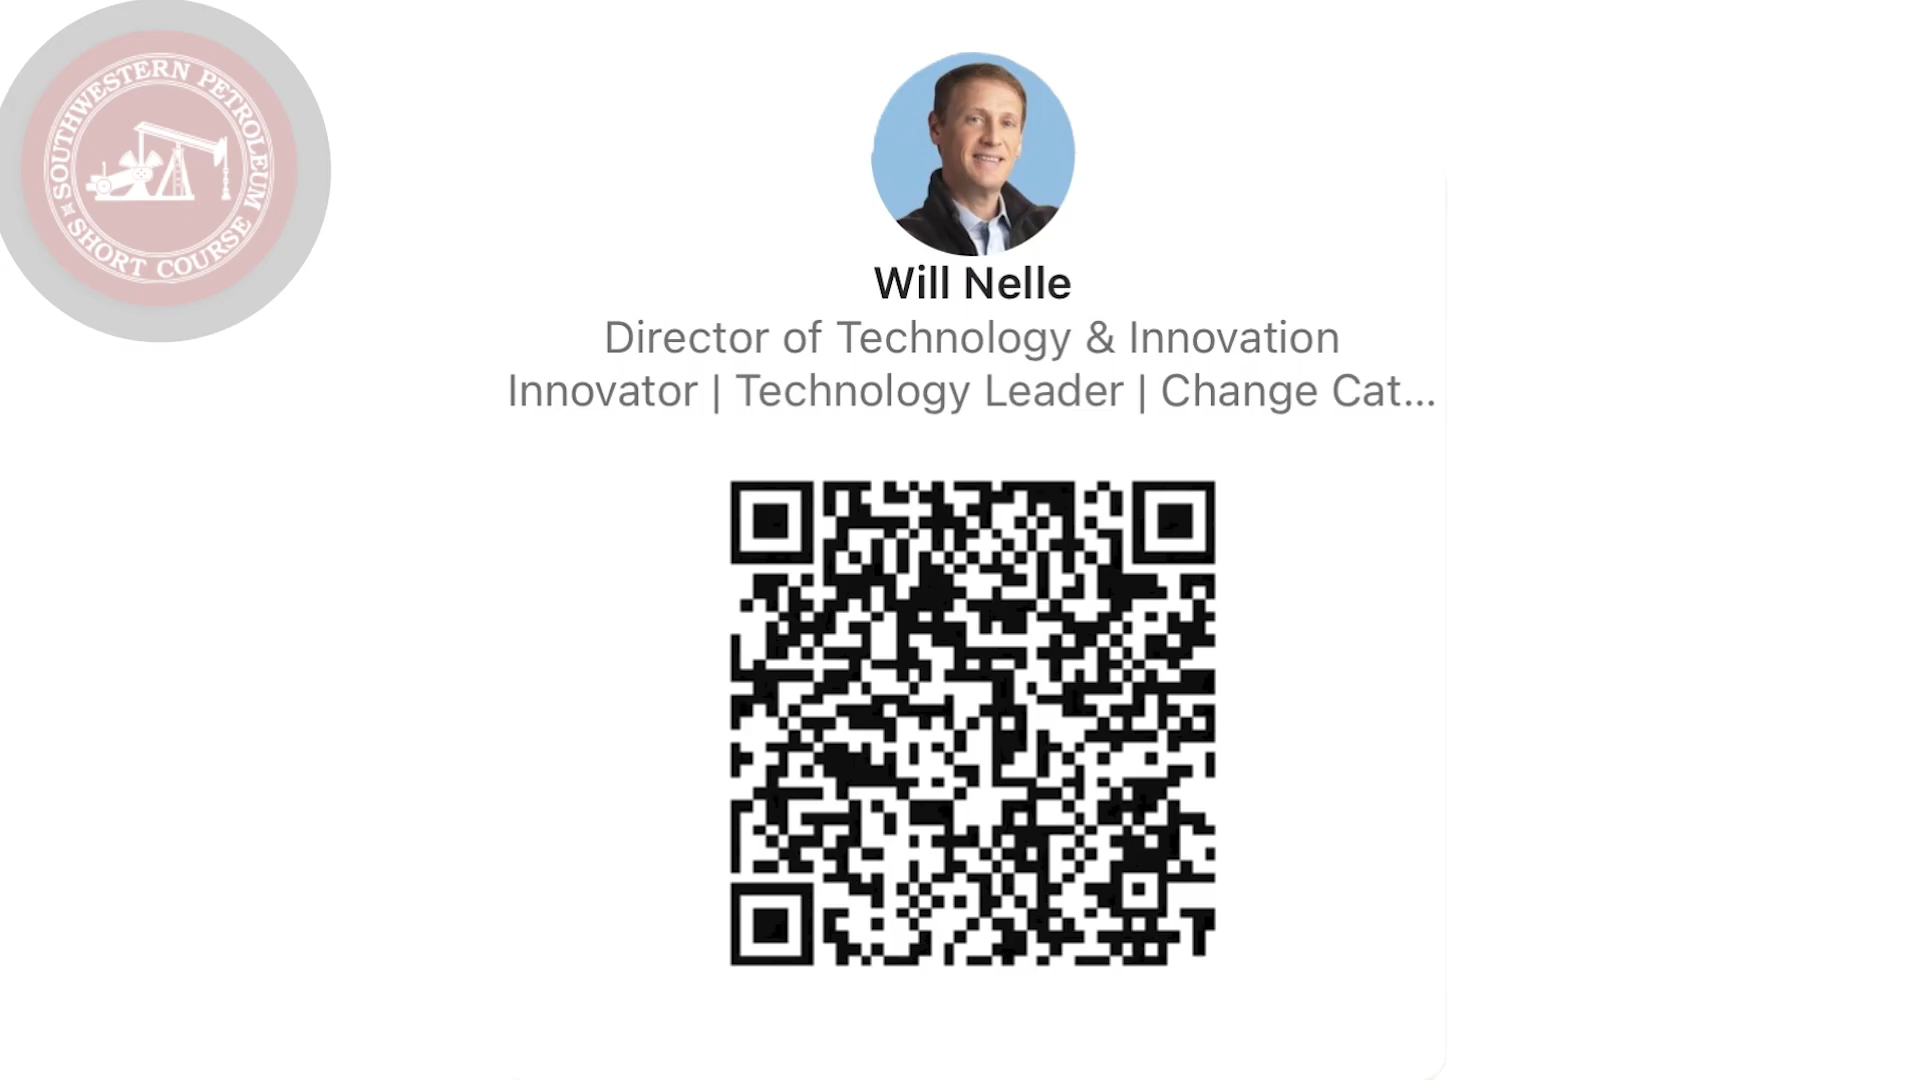 SOUTHWESTERN PETROLEUM
SHORT COURSE
Will Nelle
Director of Technology & Innovation
Innovator | Technology Leader | Change Cat...